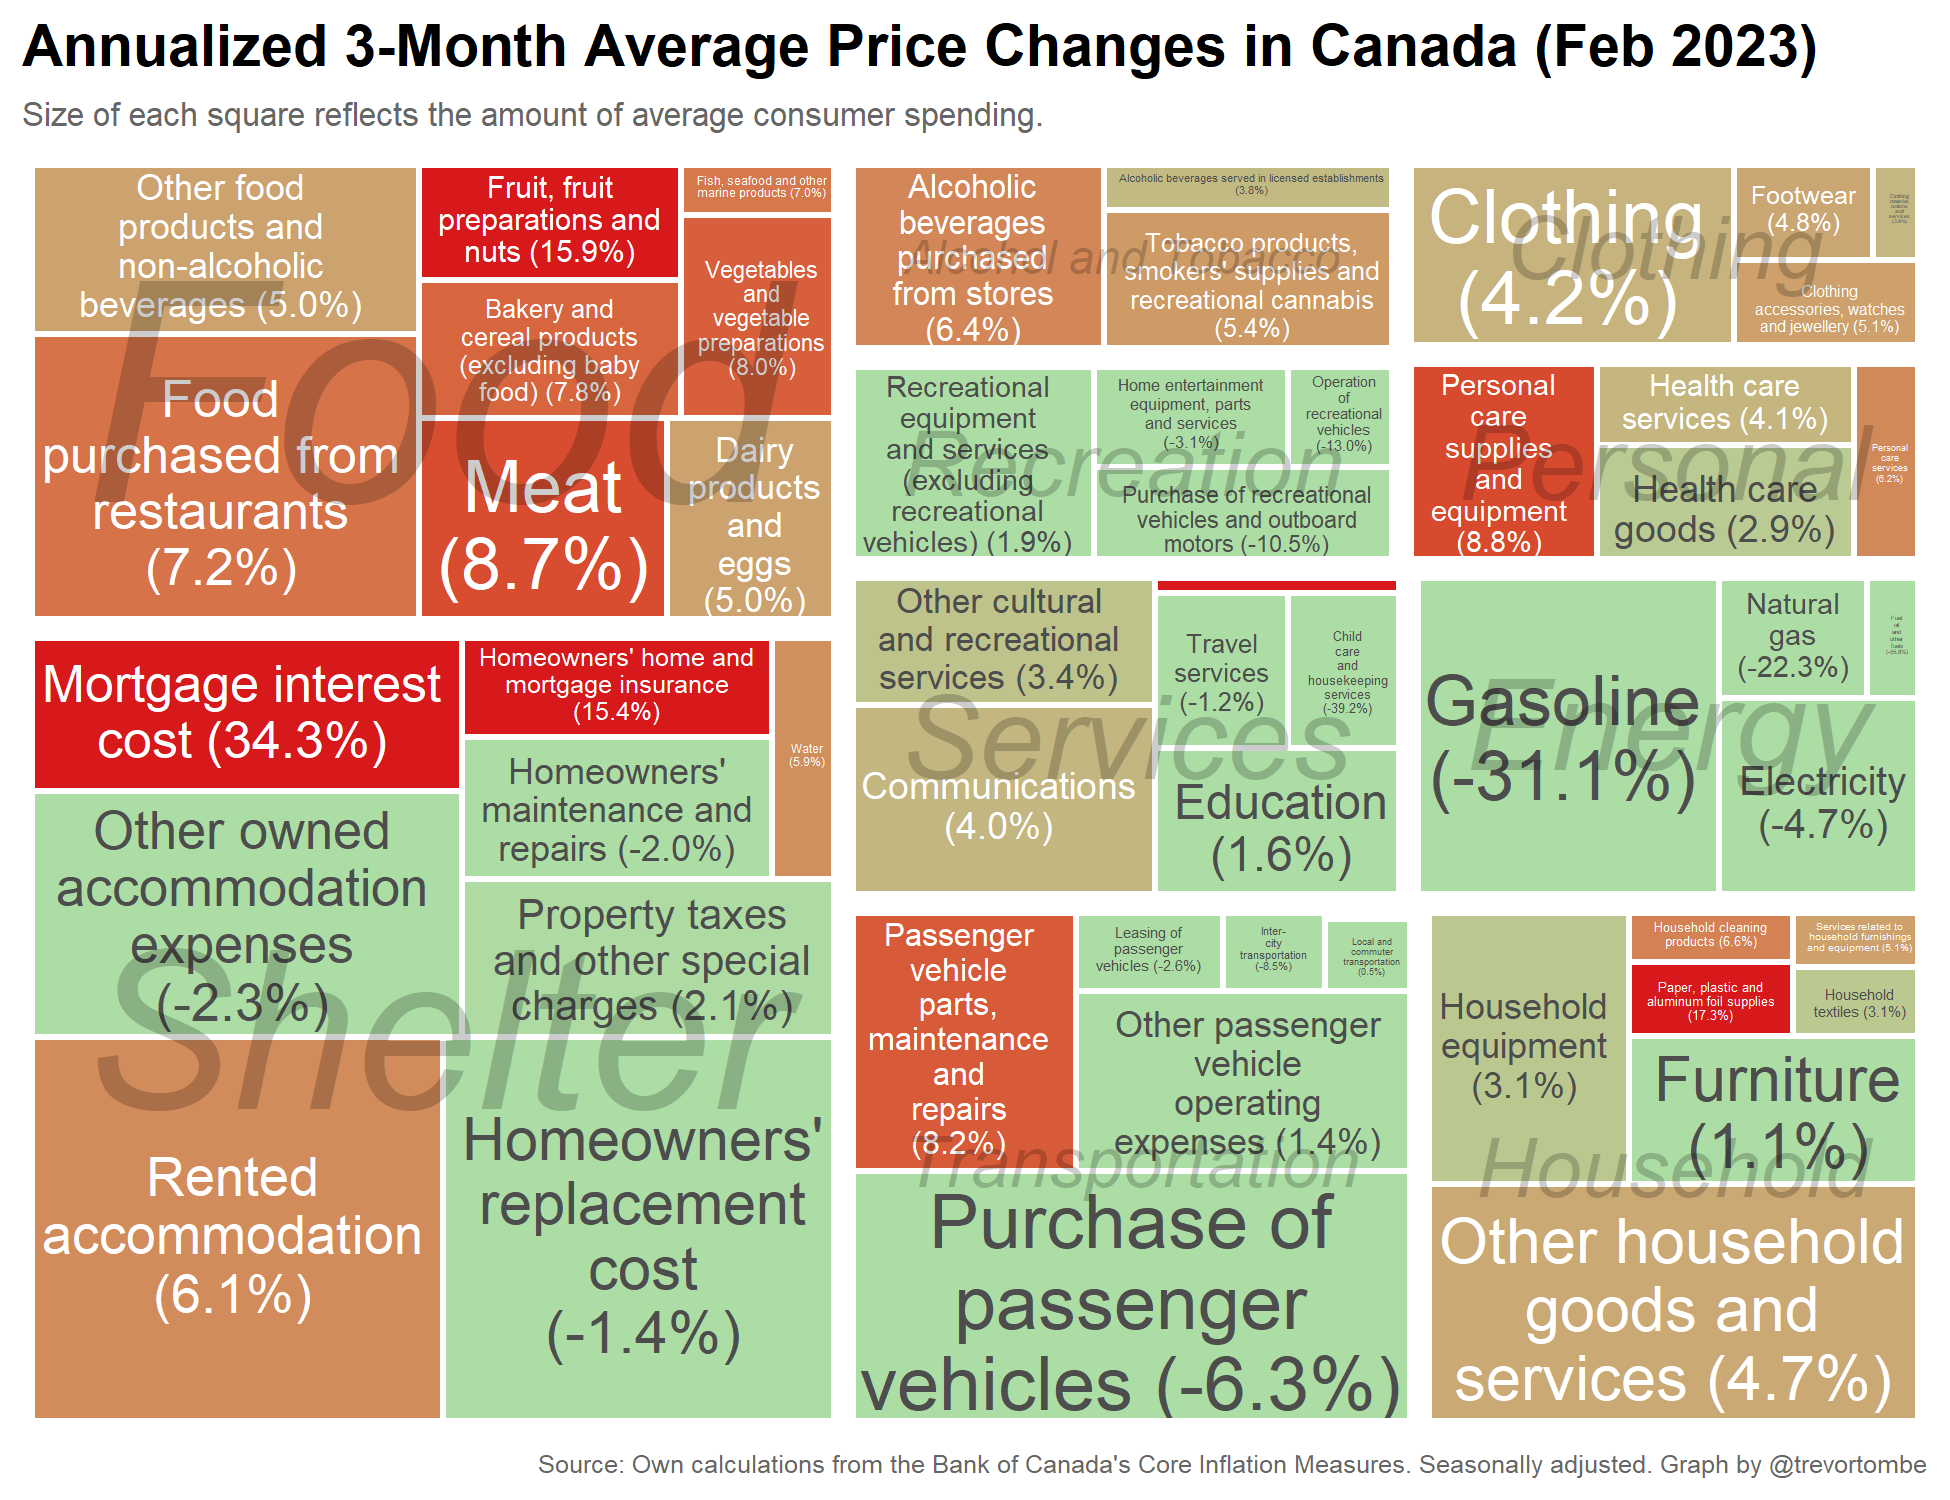 Annualized 3-Month Average Price Changes in Canada (Feb 2023)
Size of each square reflects the amount of average consumer spending.
Other food
products and
non-alcoholic
beverages (5.0%)
Fruit, fruit
preparations and
nuts (15.9%)
Fish, seafood and other
marine products (7.0%)
Vegetables
and
vegetable
preparations
(8.0%)
Bakery and
cereal products
(excluding baby
food) (7.8%)
Food
purchased from
restaurants
(7.2%)
Meat
(8.7%)
Dairy
products
and
eggs
(5.0%)
Food
Alcoholic
beverages
purchased
from stores
(6.4%)
Alcoholic beverages served in licensed establishments
(3.8%)
Tobacco products,
smokers' supplies and
recreational cannabis
(5.4%)
Alcohol and Tobacco
Clothing
(4.2%)
Footwear
(4.8%)
Clothing
material,
notions
and
services
Clothing
accessories, watches
and jewellery (5.1%)
Clothing
Recreational
equipment
and services
(excluding
recreational
vehicles) (1.9%)
Home entertainment
equipment, parts
and services
(-3.1%)
Operation
of
recreational
vehicles
(-13.0%)
Purchase of recreational
vehicles and outboard
motors (-10.5%)
Recreation
Personal
care
supplies
and
equipment
(8.8%)
Health care
services (4.1%)
Health care
goods (2.9%)
Personal
care
services
(6.2%)
Personal
Mortgage interest
cost (34.3%)
Homeowners' home and
mortgage insurance
(15.4%)
Water
(5.9%)
Homeowners'
maintenance and
repairs (-2.0%)
Other owned
accommodation
expenses
(-2.3%)
Property taxes
and other special
charges (2.1%)
Rented
accommodation
(6.1%)
Homeowners'
replacement
cost
(-1.4%)
Shelter
Other cultural
and recreational
services (3.4%)
Travel
services
(-1.2%)
Child
care
and
housekeeping
services
(-39.2%)
Communications
(4.0%)
Education
(1.6%)
Services
Gasoline
(-31.1%)
Natural
gas
(-22.3%)
Fuel
oil
and
other
fuels
Electricity
(-4.7%)
Energy
Passenger
vehicle
parts,
maintenance
and
repairs
(8.2%)
Leasing of
passenger
vehicles (-2.6%)
Inter-
city
transportation
(-8.5%)
Local and
commuter
transportation
(0.5%)
Other passenger
vehicle
operating
expenses (1.4%)
Purchase of
passenger
vehicles (-6.3%)
Transportation
Household
equipment
(3.1%)
Household cleaning
products (6.6%)
Services related to
household furnishings
and equipment (5.1%)
Paper, plastic and
aluminum foil supplies
(17.3%)
Household
textiles (3.1%)
Furniture
(1.1%)
Other household
goods and
services (4.7%)
Household
Source: Own calculations from the Bank of Canada's Core Inflation Measures. Seasonally adjusted. Graph by @trevortombe